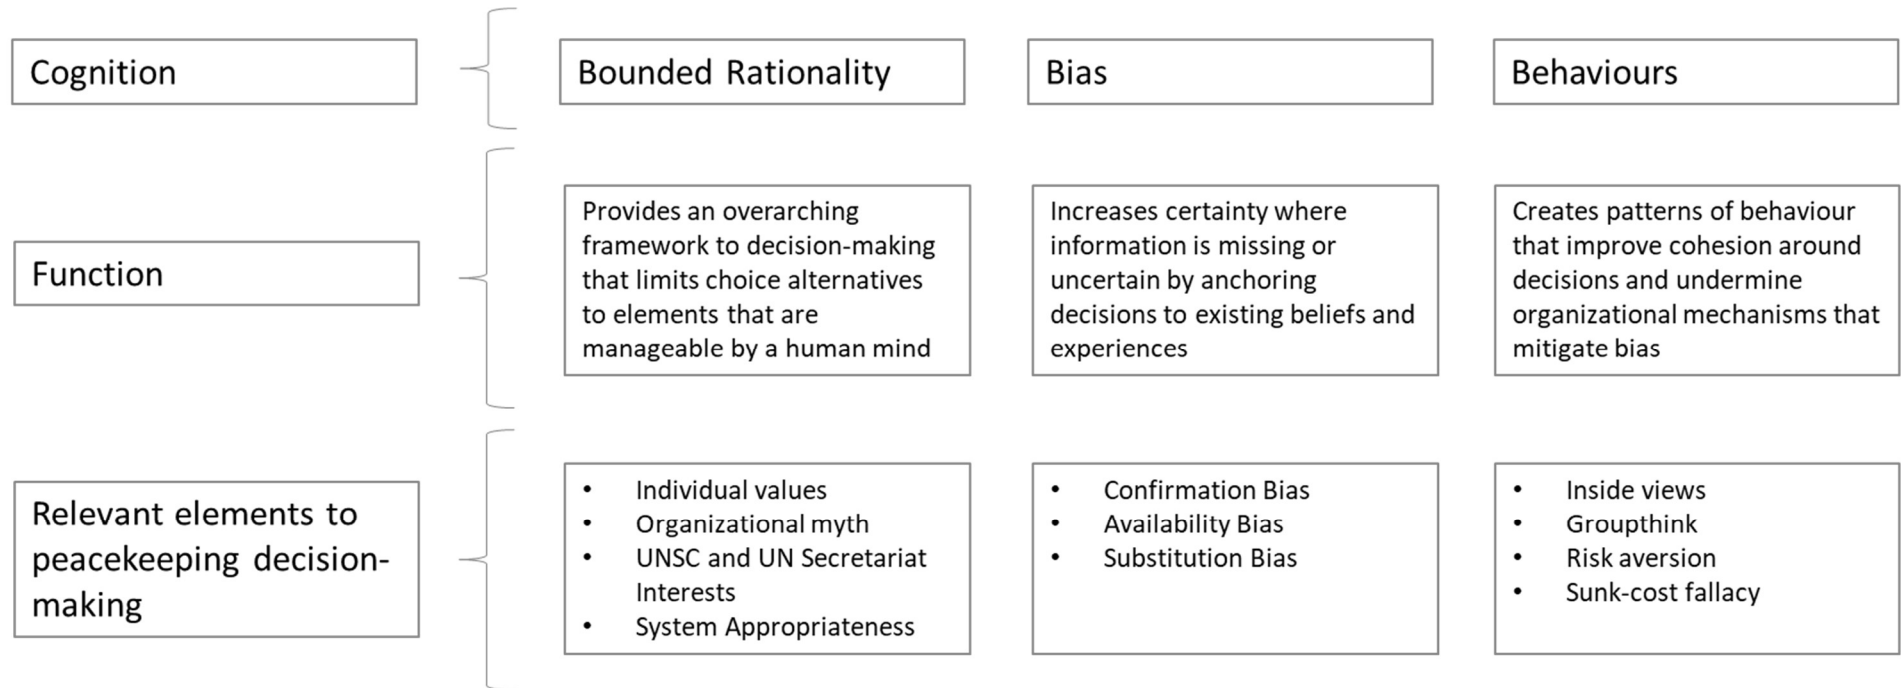 Cognition
Bounded Rationality
Bias
Behaviours
Function
Provides an overarching
framework to decision-making
that limits choice alternatives
to elements that are
manageable by a human mind
Increases certainty where
information is missing or
uncertain by anchoring
decisions to existing beliefs and
experiences
Creates patterns of behaviour
that improve cohesion around
decisions and undermine
organizational mechanisms that
mitigate bias
Relevant elements to
peacekeeping decision-
making
• Individual values
• Organizational myth
• UNSC and UN Secretariat
Interests
• System Appropriateness
• Confirmation Bias
• Availability Bias
• Substitution Bias
• Inside views
• Groupthink
• Risk aversion
• Sunk-cost fallacy